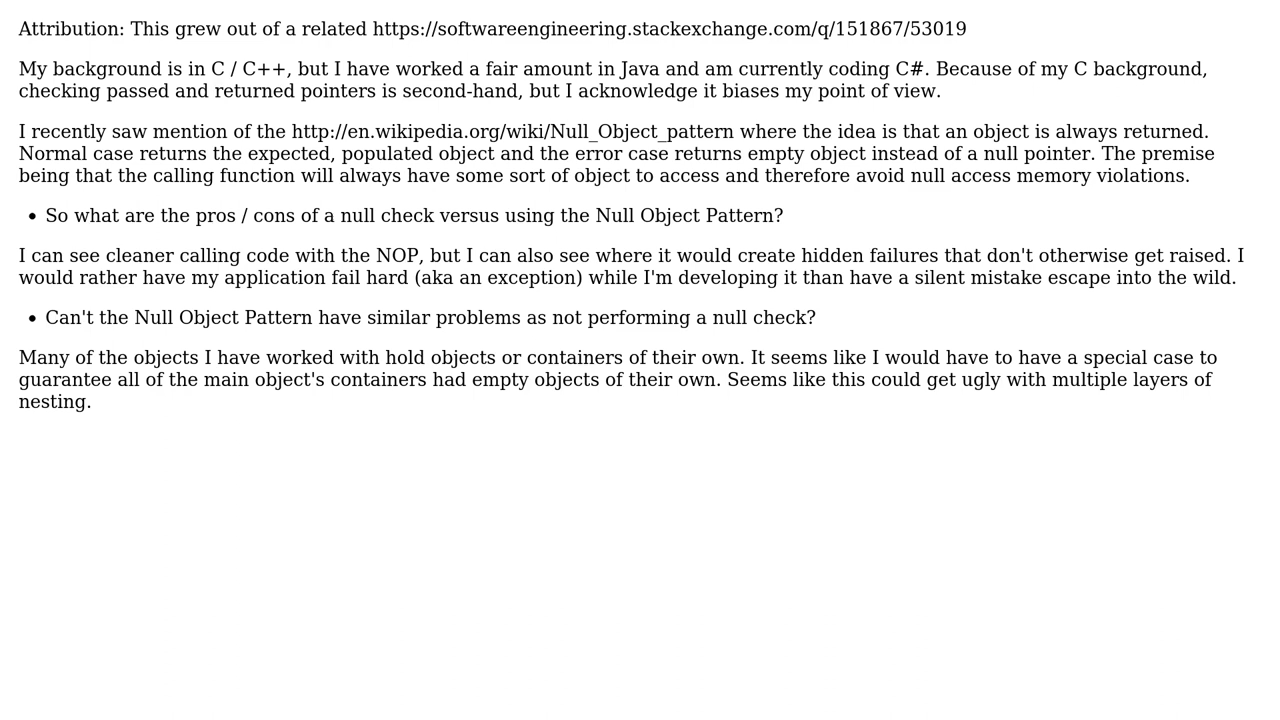 Attribution: This grew out of a related https://softwareengineering.stackexchange.com/q/151867/53019
My background is in C / C++, but I have worked a fair amount in Java and am currently coding C#. Because of my C background,
checking passed and returned pointers is second-hand, but I acknowledge it biases my point of view.
I recently saw mention of the http://en.wikipedia.org/wiki/Null_Object_pattern where the idea is that an object is always returned.
Normal case returns the expected, populated object and the error case returns empty object instead of a null pointer. The premise
being that the calling function will always have some sort of object to access and therefore avoid null access memory violations.
• So what are the pros / cons of a null check versus using the Null Object Pattern?
I can see cleaner calling code with the NOP, but I can also see where it would create hidden failures that don't otherwise get raised. I
would rather have my application fail hard (aka an exception) while I'm developing it than have a silent mistake escape into the wild.
• Can't the Null Object Pattern have similar problems as not performing a null check?
Many of the objects I have worked with hold objects or containers of their own. It seems like I would have to have a special case to
guarantee all of the main object's containers had empty objects of their own. Seems like this could get ugly with multiple layers of
nesting.